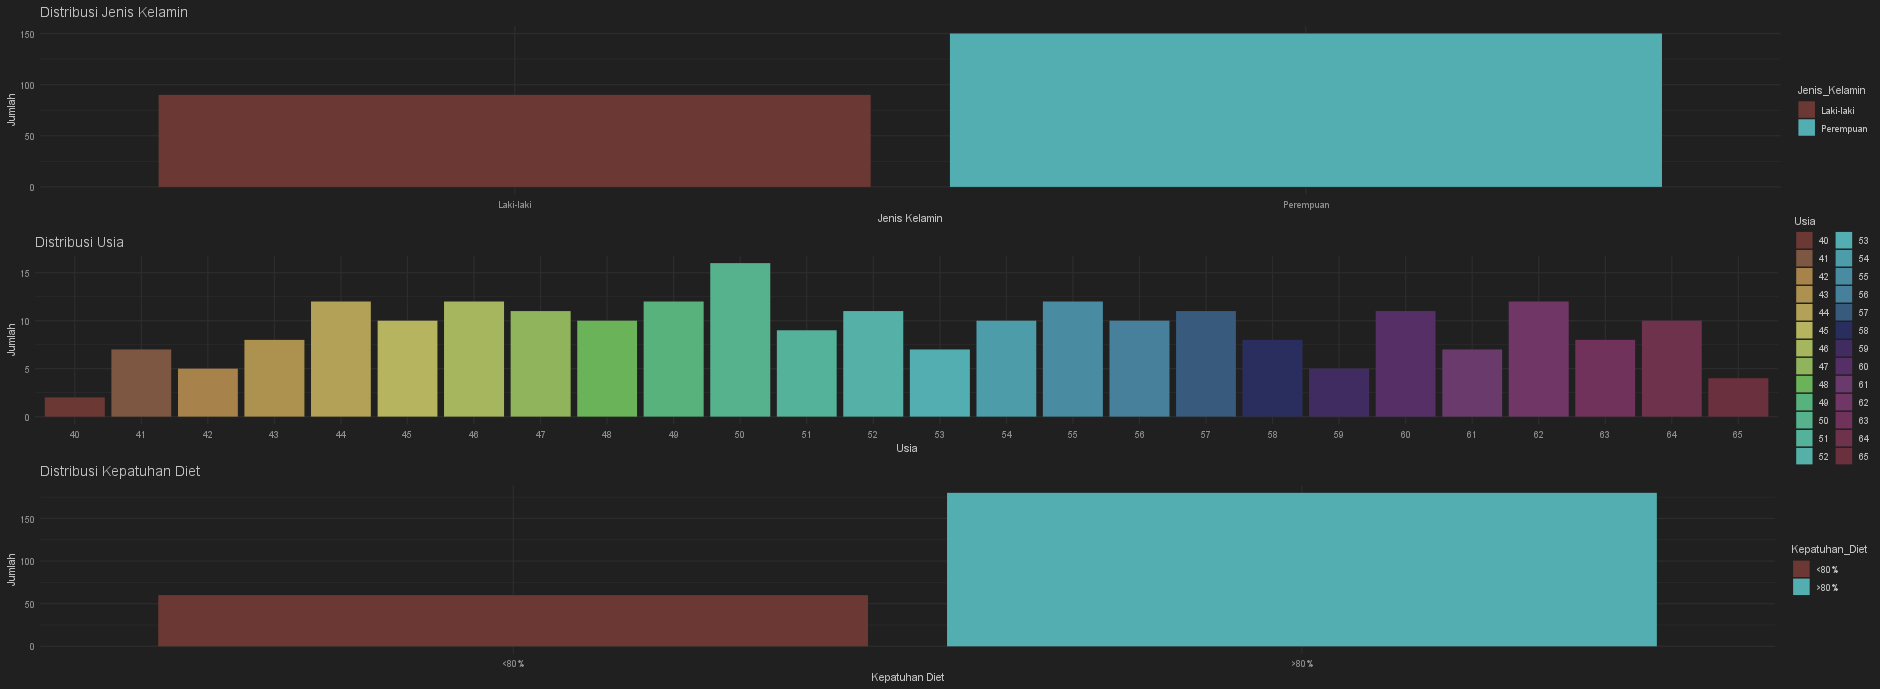 Distribusi Jenis Kelamin
150
100
50
0
Jumlah
Laki-laki
Perempuan
Jenis Kelamin
Jenis_Kelamin
Laki-laki
Perempuan
Distribusi Usia
15
10
5
0
Jumlah
40 41 42 43 44 45 46 47 48 49 50 51 52 53 54 55 56 57 58 59 60 61 62 63 64 65
Usia
Usia
40 53
41 54
42 55
43 56
44 57
45 58
46 59
47 60
48 61
49 62
50 63
51 64
52 65
Distribusi Kepatuhan Diet
150
100
50
0
Jumlah
<80%
>80%
Kepatuhan Diet
Kepatuhan_Diet
<80%
>80%